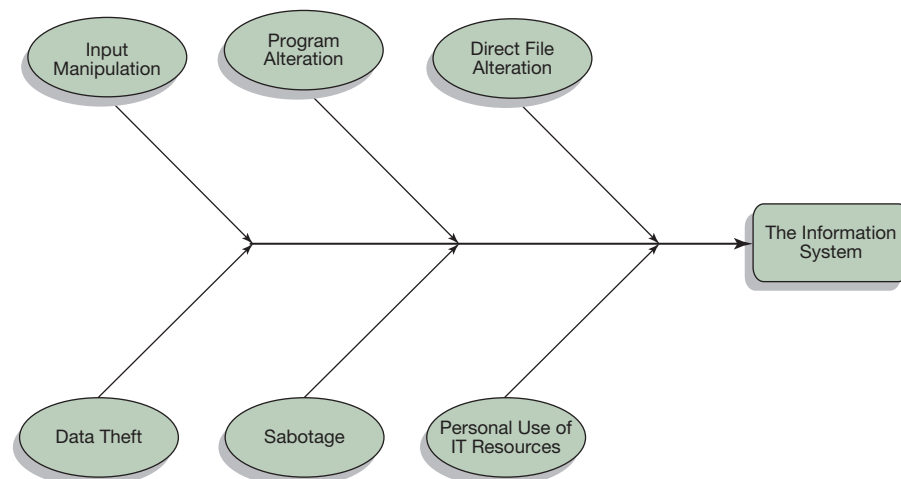 Input
Manipulation
Program
Alteration
Direct File
Alteration
The Information
System
Data Theft
Sabotage
Personal Use of
IT Resources